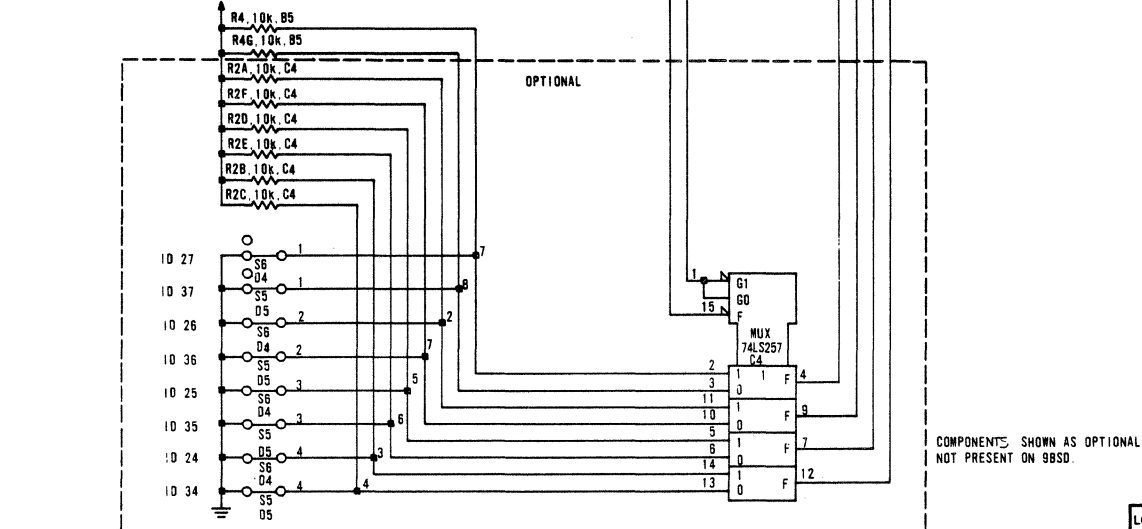 R4, 10k, B5
R4G, 10k, B5
R2A, 10k, C4
OPTIONAL
R2F, 10k, C4
R2D, 10k, C4
R2E, 10k, C4
R2B, 10k, C4
R2C, 10k, C4
ID 27
S6
D4
1
7
ID 37
S5
D5
1
8
ID 26
S6
D4
2
2
ID 36
S5
D5
2
7
ID 25
S6
D4
3
5
ID 35
S5
D5
3
6
ID 24
S6
D4
4
3
ID 34
S5
D5
4
4
1
G1
G0
15
F
MUX
74LS257
C4
2
1
1
F
4
3
0
11
1
F
9
10
0
5
1
F
7
6
0
14
1
F
12
13
0
COMPONENTS SHOWN AS OPTIONAL
NOT PRESENT ON 9BSD.